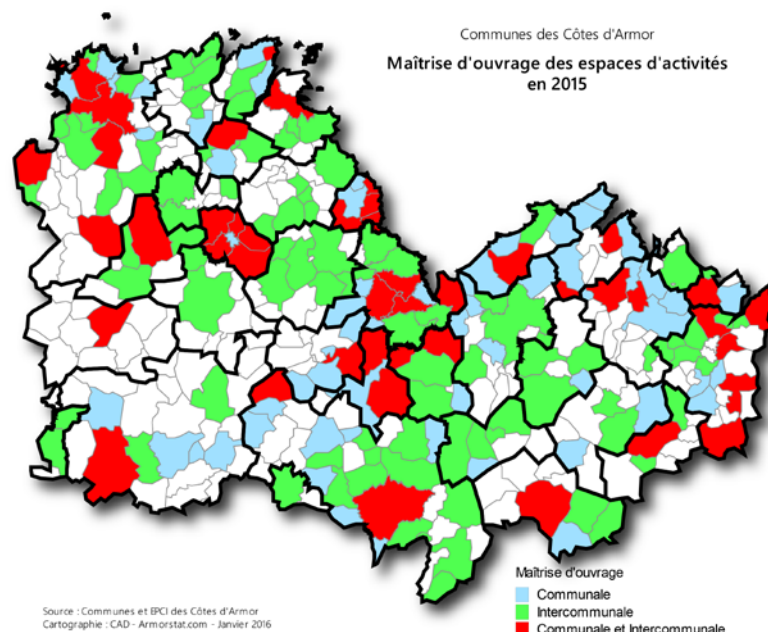 Communes des Côtes d'Armor
Maîtrise d'ouvrage des espaces d'activités
en 2015
Maîtrise d'ouvrage
Communale
Intercommunale
Communale et Intercommunale
Source : Communes et EPCI des Côtes d'Armor
Cartographie : CAD - Armorstat.com - Janvier 2016